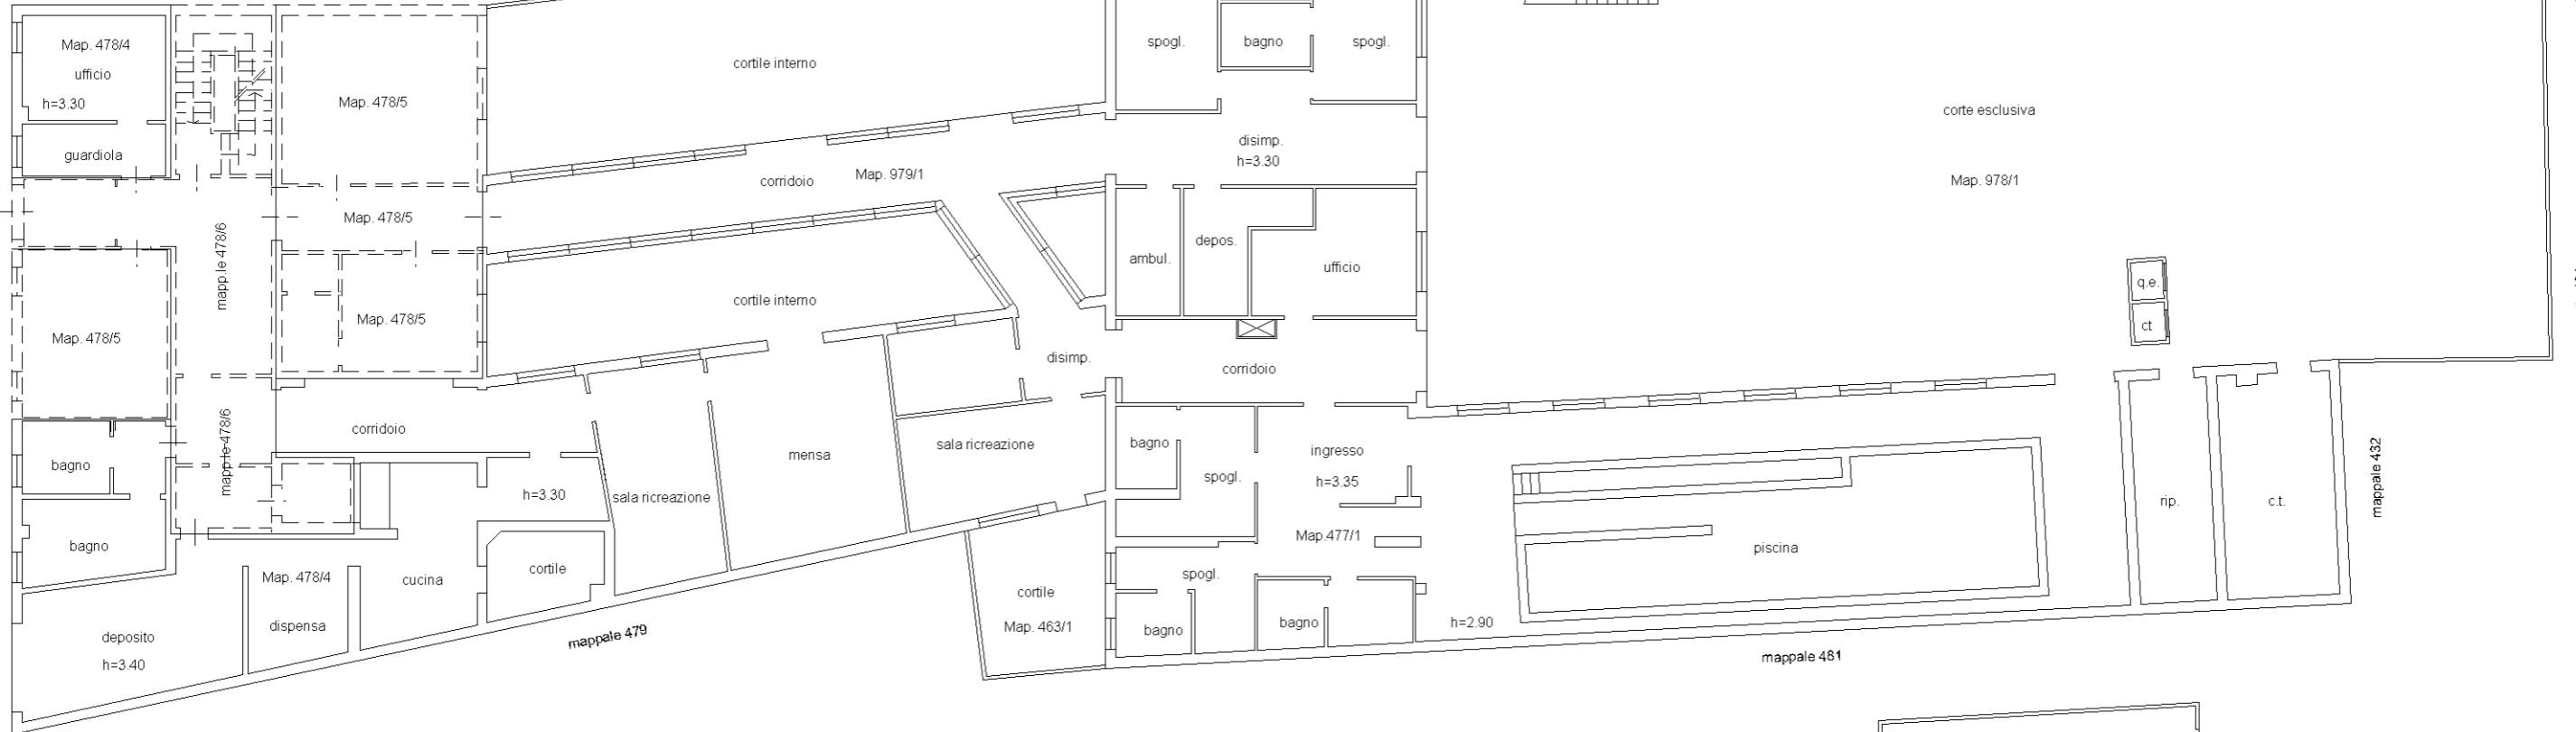 Map. 478/4
ufficio
h=3.30
guardiola
Map. 478/5
Map. 478/5
mapp.le 478/6
Map. 478/5
Map. 478/5
mapp.le 478/6
bagno
bagno
corridoio
h=3.30
Map. 478/4
cucina
cortile
dispensa
deposito
h=3.40
cortile interno
corridoio
Map. 979/1
cortile interno
sala ricreazione
mensa
sala ricreazione
disimp.
mappale 479
cortile
Map. 463/1
spogl.
bagno
spogl.
disimp.
h=3.30
ambul.
depos.
ufficio
corridoio
bagno
spogl.
ingresso
h=3.35
Map.477/1
spogl.
bagno
bagno
h=2.90
piscina
mappale 481
corte esclusiva
Map. 978/1
q.e.
ct
rip.
c.t.
mappale 432